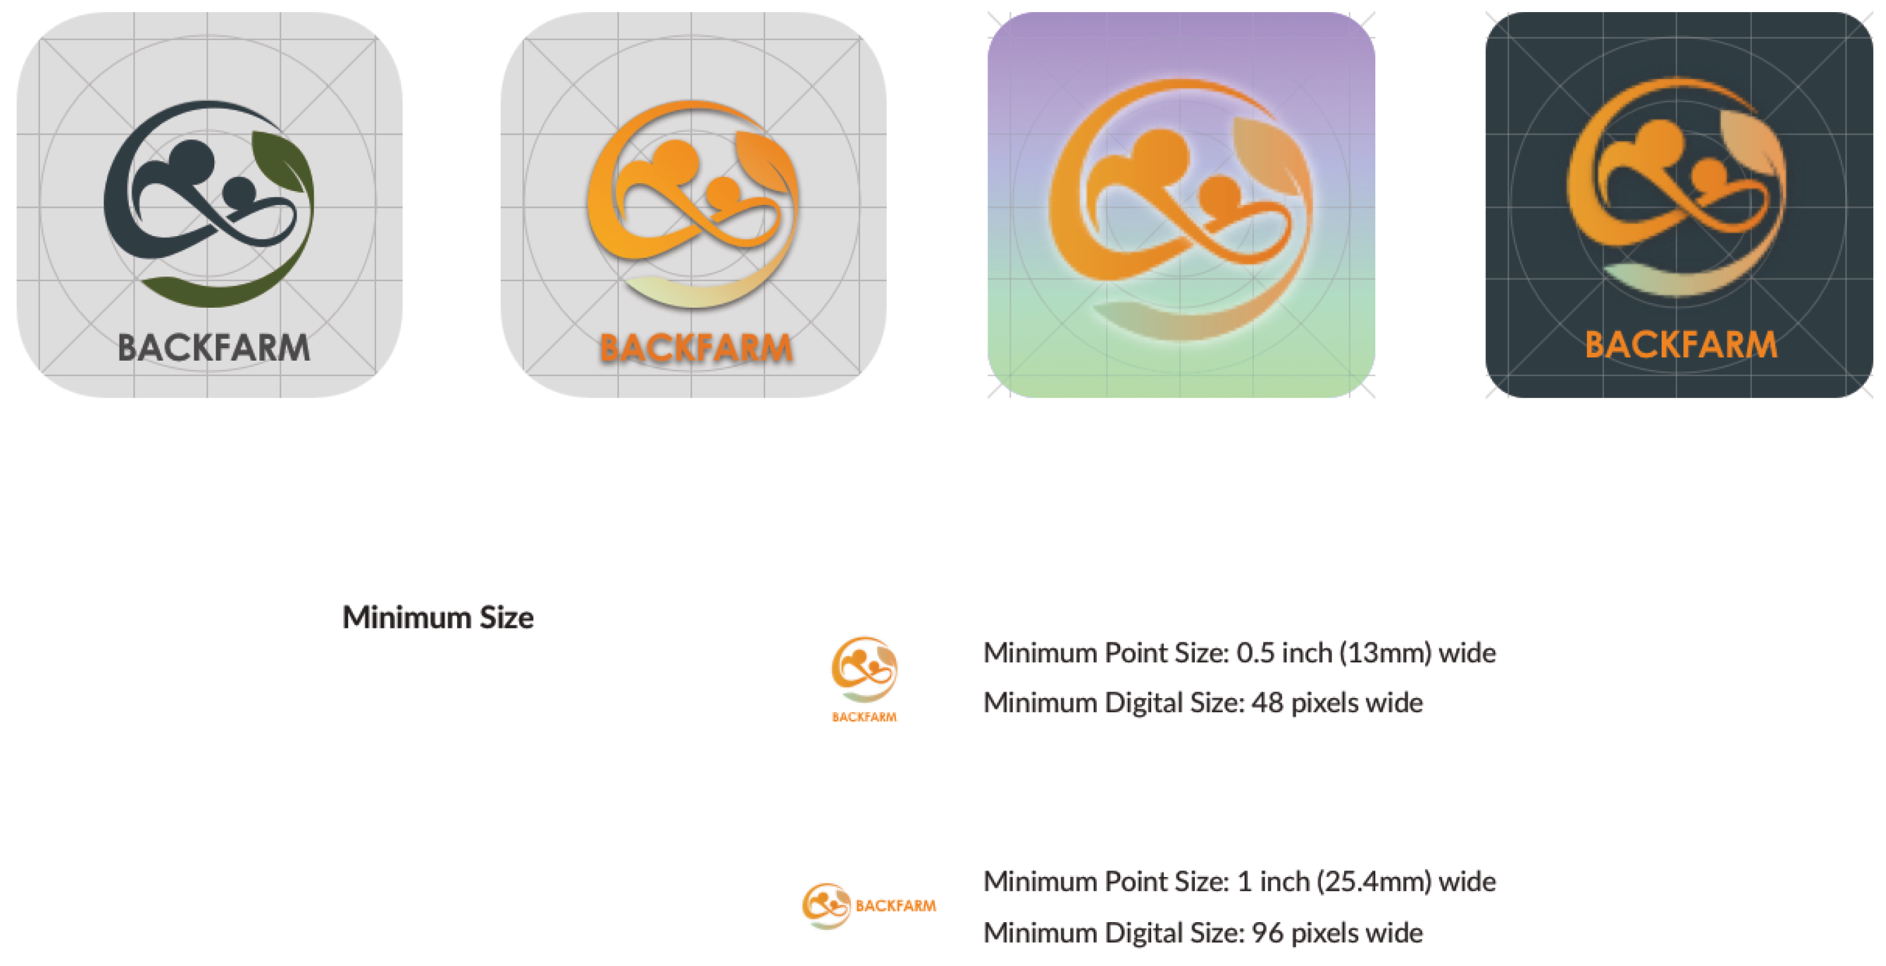 BACKFARM
BACKFARM
BACKFARM
Minimum Size
BACKFARM
Minimum Point Size: 0.5 inch (13mm) wide
Minimum Digital Size: 48 pixels wide
BACKFARM
Minimum Point Size: 1 inch (25.4mm) wide
Minimum Digital Size: 96 pixels wide